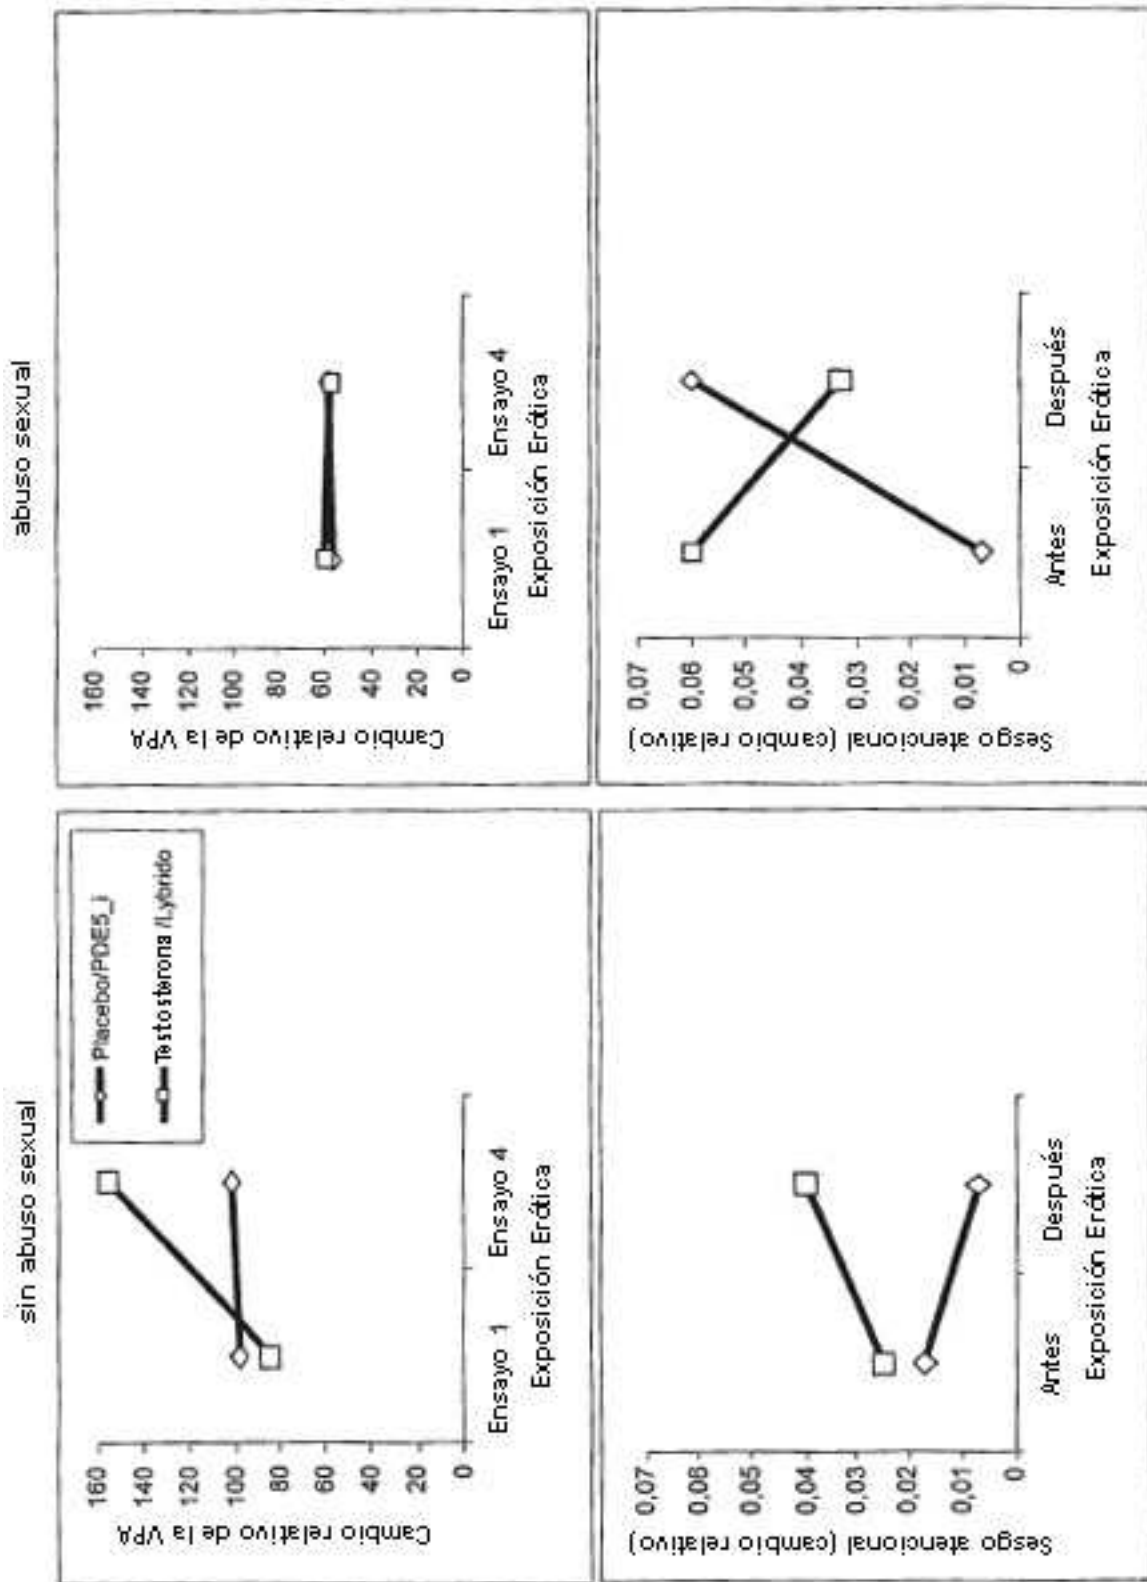 sin abuso sexual
Placebo/PDE5_i
Testosterona /Lybrido
160
140
120
100
80
60
40
20
0
Cambio relativo de la VPA
Ensayo 1
Ensayo 4
Exposición Erótica
abuso sexual
160
140
120
100
80
60
40
20
0
Cambio relativo de la VPA
Ensayo 1
Ensayo 4
Exposición Erótica
0,07
0,06
0,05
0,04
0,03
0,02
0,01
0
Sesgo atencional (cambio relativo)
Antes
Después
Exposición Erótica
0,07
0,06
0,05
0,04
0,03
0,02
0,01
0
Sesgo atencional (cambio relativo)
Antes
Después
Exposición Erótica